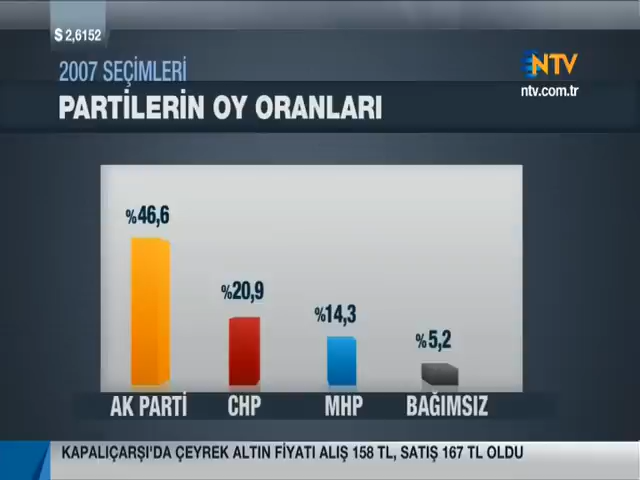 $ 2,6152
2007 SEÇİMLERİ
PARTİLERİN OY ORANLARI
NTV
ntv.com.tr
%46,6
%20,9
%14,3
%5,2
AK PARTİ
CHP
MHP
BAĞIMSIZ
KAPALIÇARŞI'DA ÇEYREK ALTIN FİYATI ALIŞ 158 TL, SATIŞ 167 TL OLDU